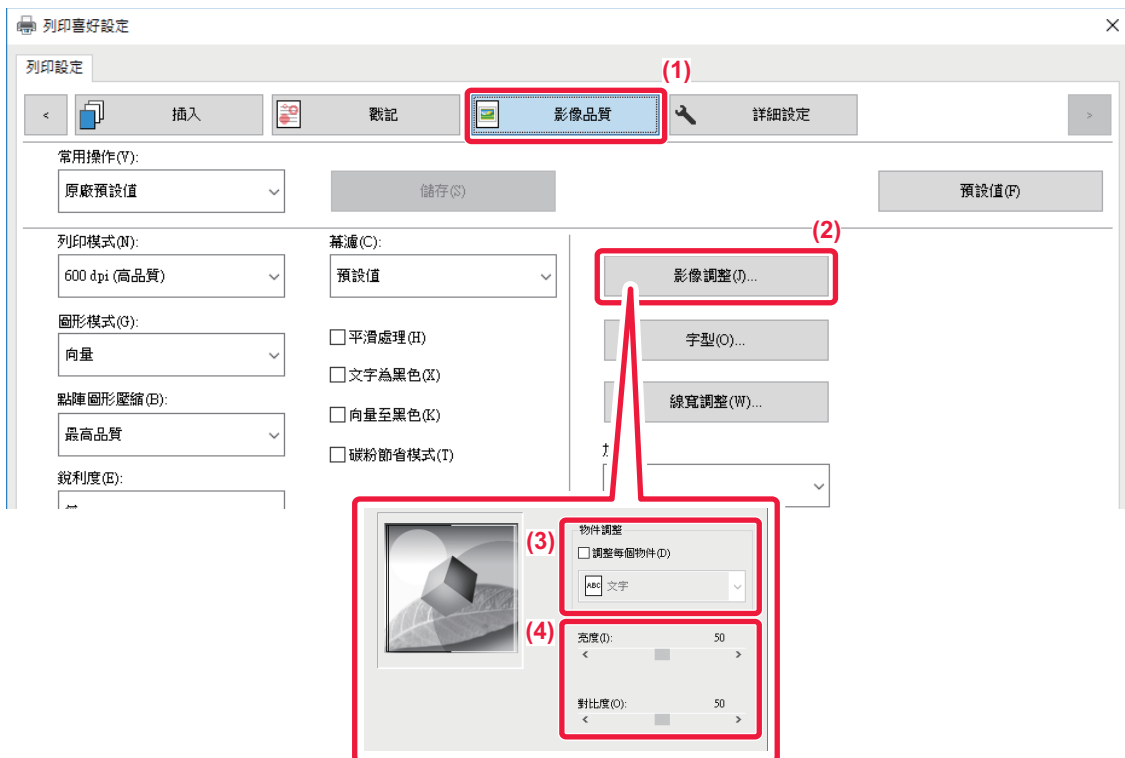 列印喜好設定
列印設定
(1)
<
插入
戳記
影像品質
詳細設定
>
常用操作(V):
原廠預設值
儲存(S)
預設值(F)
(2)
列印模式(N):
600 dpi (高品質)
幕濾(C):
預設值
影像調整(J)...
圖形模式(G):
向量
平滑處理(H)
字型(O)...
文字為黑色(X)
點陣圖形壓縮(B):
最高品質
向量至黑色(K)
線寬調整(W)...
碳粉節省模式(T)
銳利度(E):
(3)
物件調整
調整每個物件(D)
ABC 文字
(4)
亮度(I): 50
< >
對比度(O): 50
< >